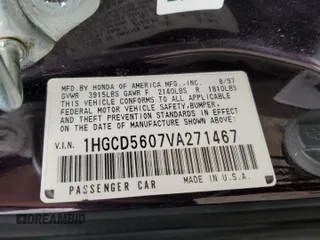 MFD.BY HONDA OF AMERICA MFG.,INC. 8/97
GVWR 3915LBS GAWR F 2140LBS R 1810LBS
THIS VEHICLE CONFORMS TO ALL APPLICABLE
FEDERAL MOTOR VEHICLE SAFETY,BUMPER,
AND THEFT PREVENTION STANDARDS IN EFFECT
ON THE DATE OF MANUFACTURE SHOWN ABOVE.
V.I.N. 1HGCD5607VA271467
PASSENGER CAR MADE IN U.S.A.
DREAMBID